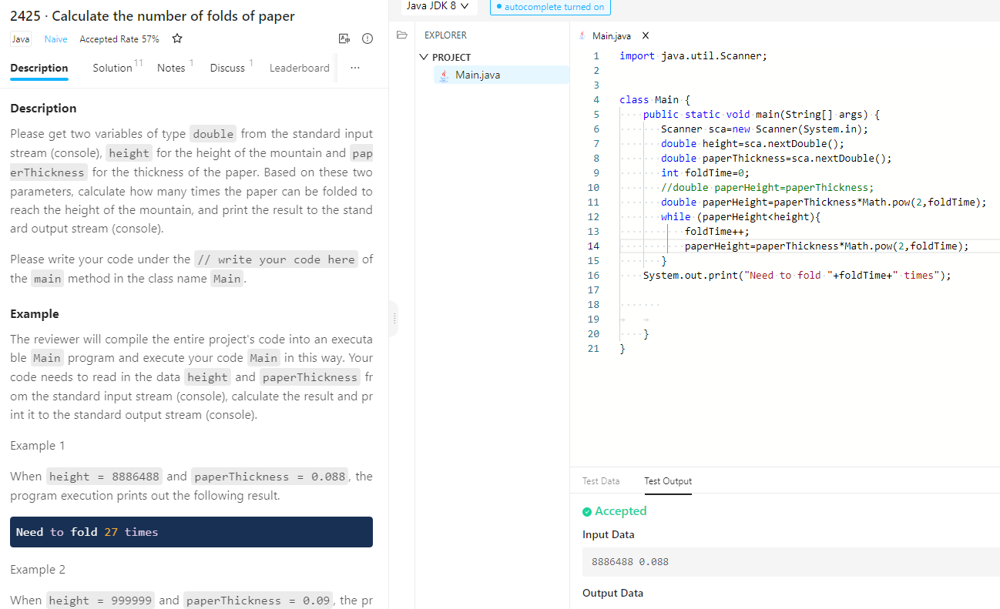 2425 · Calculate the number of folds of paper
Java Naive Accepted Rate 57%
Description Solution 11 Notes 1 Discuss 1 Leaderboard ...
Description
Please get two variables of type double from the standard input
stream (console), height for the height of the mountain and pap
erThickness for the thickness of the paper. Based on these two
parameters, calculate how many times the paper can be folded to
reach the height of the mountain, and print the result to the stand
ard output stream (console).
Please write your code under the // write your code here of
the main method in the class name Main.
Example
The reviewer will compile the entire project's code into an executa
ble Main program and execute your code Main in this way. Your
code needs to read in the data height and paperThickness fr
om the standard input stream (console), calculate the result and pr
int it to the standard output stream (console).
Example 1
When height = 8886488 and paperThickness = 0.088, the
program execution prints out the following result.
Need to fold 27 times
Example 2
When height = 999999 and paperThickness = 0.09, the pr
Java JDK 8 autocomplete turned on
EXPLORER
PROJECT
Main.java
Main.java X
1 import java.util.Scanner;
2
3
4 class Main {
5 public static void main(String[] args) {
6 Scanner sca=new Scanner(System.in);
7 double height=sca.nextDouble();
8 double paperThickness=sca.nextDouble();
9 int foldTime=0;
10 //double paperHeight=paperThickness;
11 double paperHeight=paperThickness*Math.pow(2,foldTime);
12 while (paperHeight<height){
13 foldTime++;
14 paperHeight=paperThickness*Math.pow(2,foldTime);
15 }
16 System.out.print("Need to fold "+foldTime+" times");
17
18
19
20 }
21 }
Test Data Test Output
Accepted
Input Data
8886488 0.088
Output Data